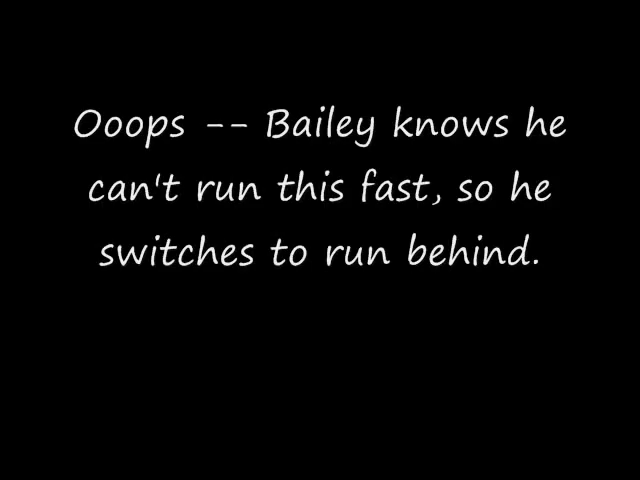 Ooops -- Bailey knows he
can't run this fast, so he
switches to run behind.